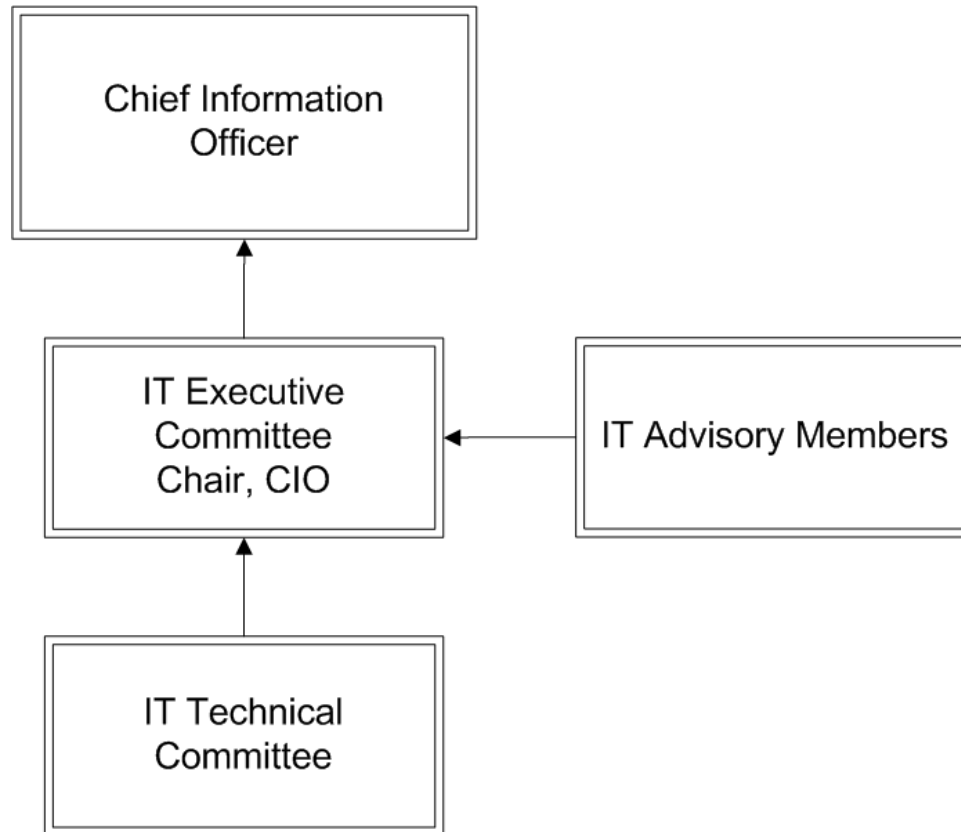 Chief Information
Officer
IT Executive
Committee
Chair, CIO
IT Advisory Members
IT Technical
Committee